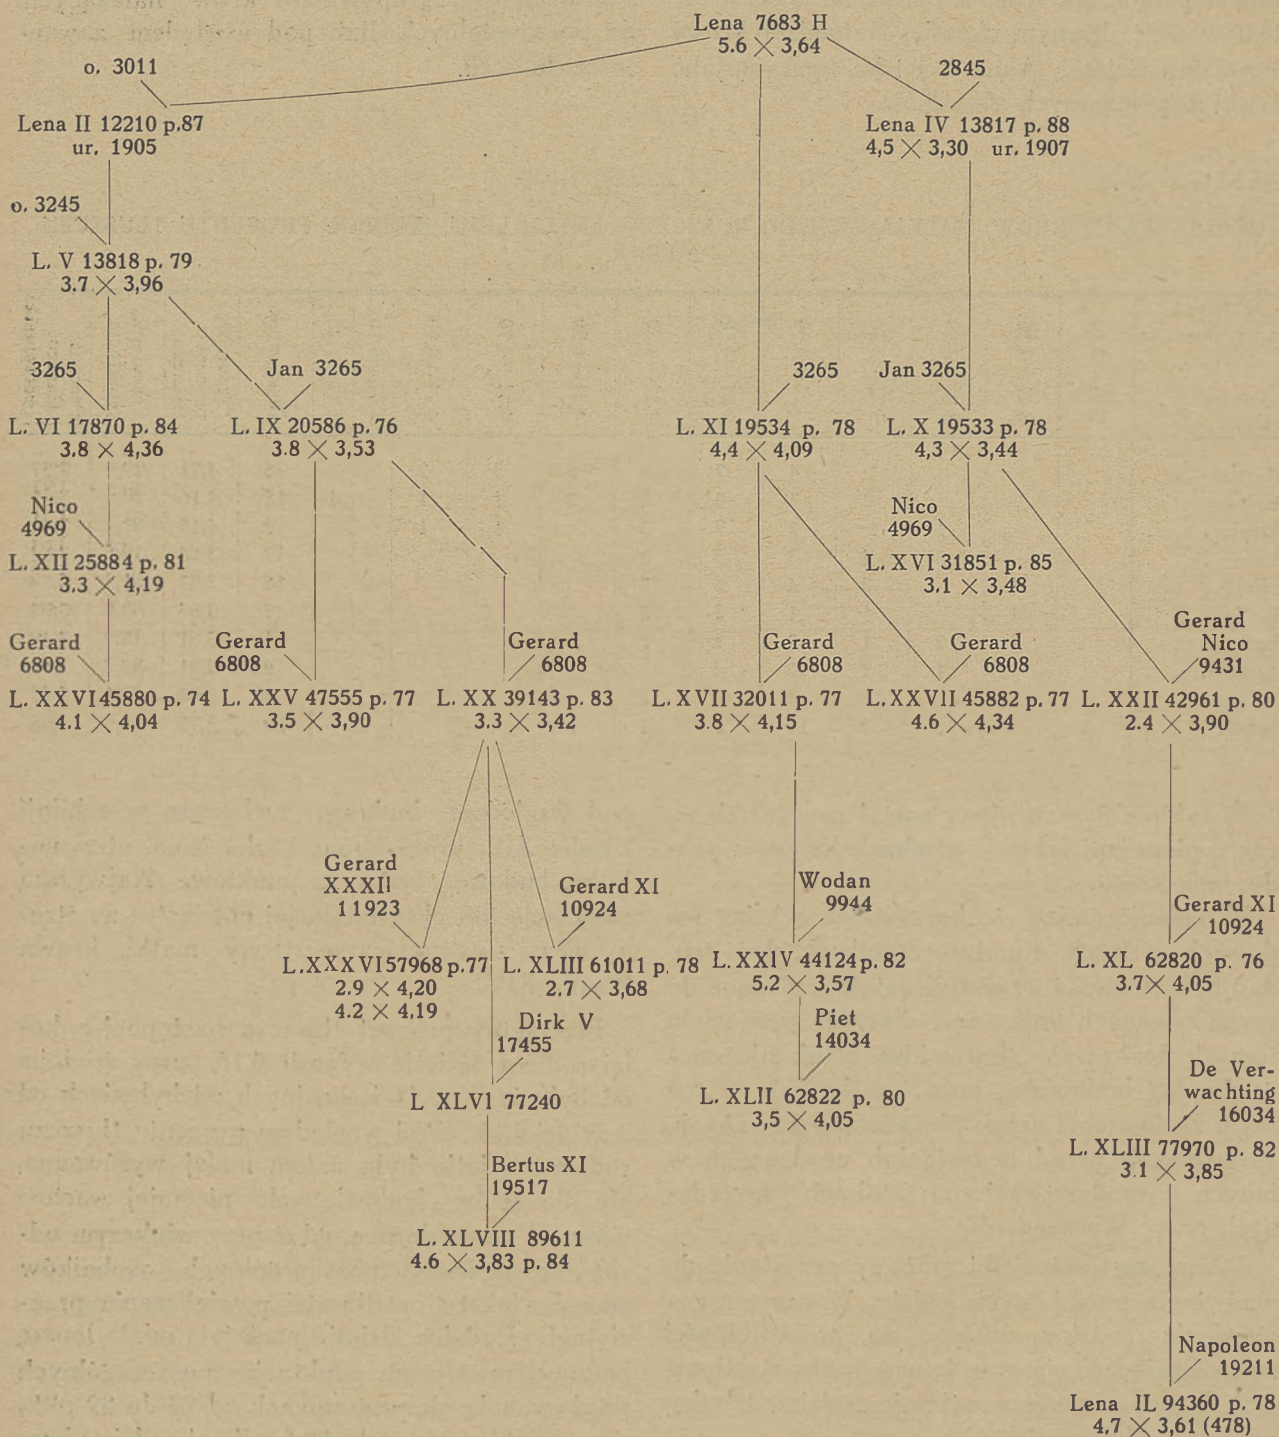 Lena 7683 H
5.6 × 3,64
o. 3011
2845
Lena II 12210 p.87
ur. 1905
Lena IV 13817 p. 88
4,5 × 3,30 ur. 1907
o. 3245
L. V 13818 p. 79
3.7 × 3,96
3265
Jan 3265
3265
Jan 3265
L. VI 17870 p. 84
3.8 × 4,36
L. IX 20586 p. 76
3.8 × 3,53
L. XI 19534 p. 78
4,4 × 4,09
L. X 19533 p. 78
4,3 × 3,44
Nico
4969
Nico
4969
L. XII 25884 p. 81
3.3 × 4,19
L. XVI 31851 p. 85
3.1 × 3,48
Gerard
6808
Gerard
6808
Gerard
6808
Gerard
6808
Gerard
6808
Gerard
Nico
9431
L. XXVI 45880 p. 74
4.1 × 4,04
L. XXV 47555 p. 77
3.5 × 3,90
L. XX 39143 p. 83
3.3 × 3,42
L. XVII 32011 p. 77
3.8 × 4,15
L. XXVII 45882 p. 77
4.6 × 4,34
L. XXII 42961 p. 80
2.4 × 3,90
Gerard
XXXII
11923
Gerard XI
10924
Wodan
9944
Gerard XI
10924
L. XXXVI 57968 p.77
2.9 × 4,20
4.2 × 4,19
L. XLIII 61011 p. 78
2.7 × 3,68
L. XXIV 44124 p. 82
5.2 × 3,57
L. XL 62820 p. 76
3.7 × 4,05
Dirk V
17455
Piet
14034
L XLVI 77240
L. XLII 62822 p. 80
3,5 × 4,05
De Ver-
wachting
16034
L. XLIII 77970 p. 82
3.1 × 3,85
Bertus XI
19517
L. XLVIII 89611
4.6 × 3,83 p. 84
Napoleon
19211
Lena IL 94360 p. 78
4,7 × 3,61 (478)